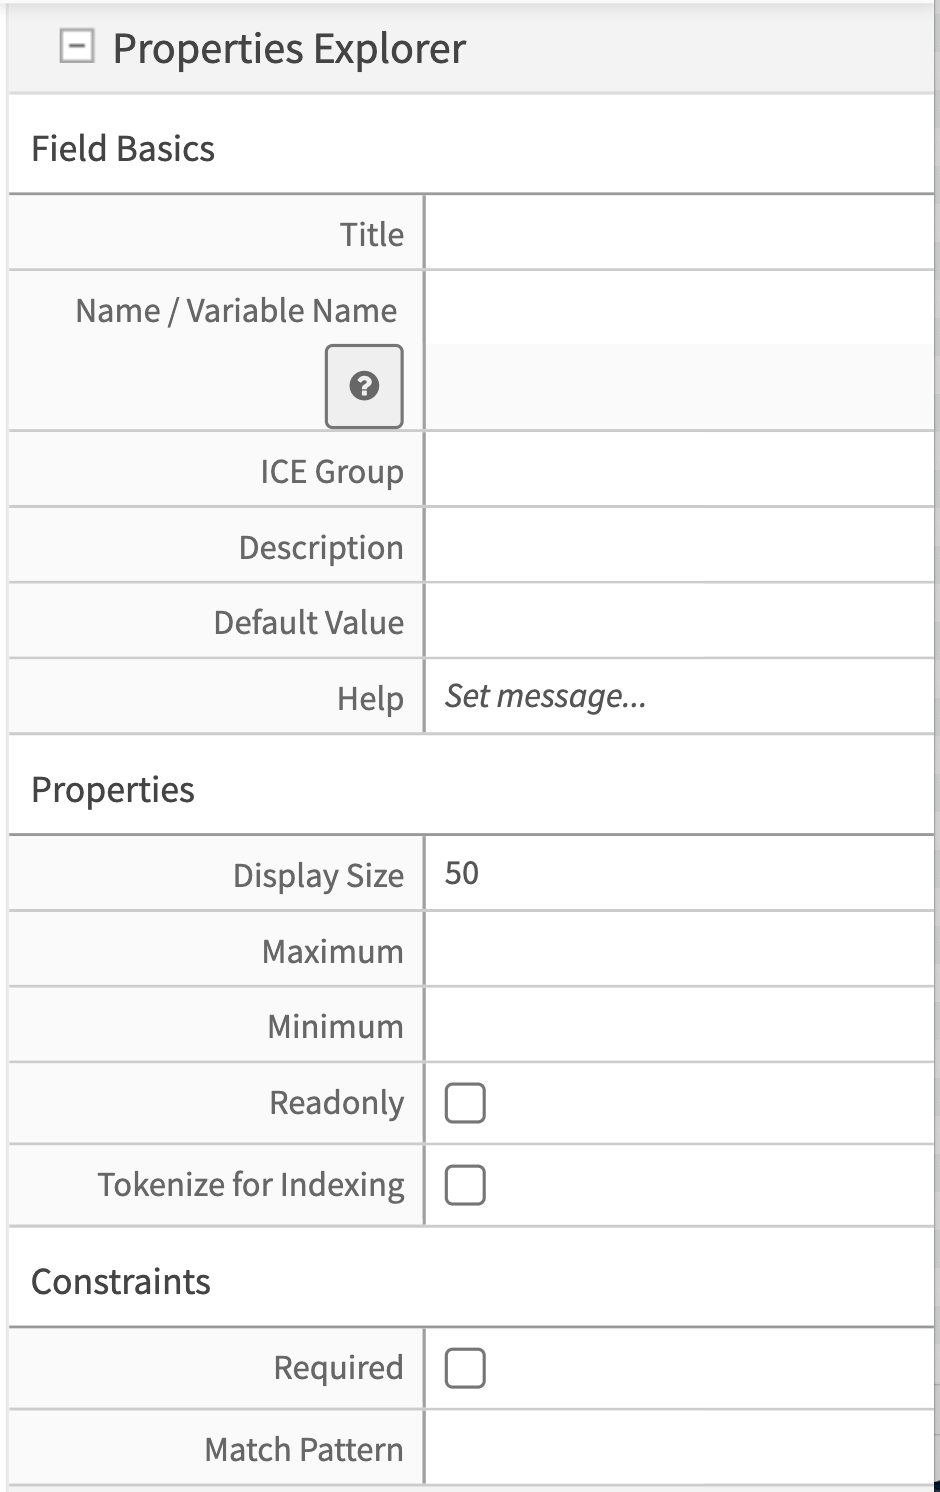 Properties Explorer
Field Basics
Title
Name / Variable Name
?
ICE Group
Description
Default Value
Help Set message...
Properties
Display Size 50
Maximum
Minimum
Readonly
Tokenize for Indexing
Constraints
Required
Match Pattern